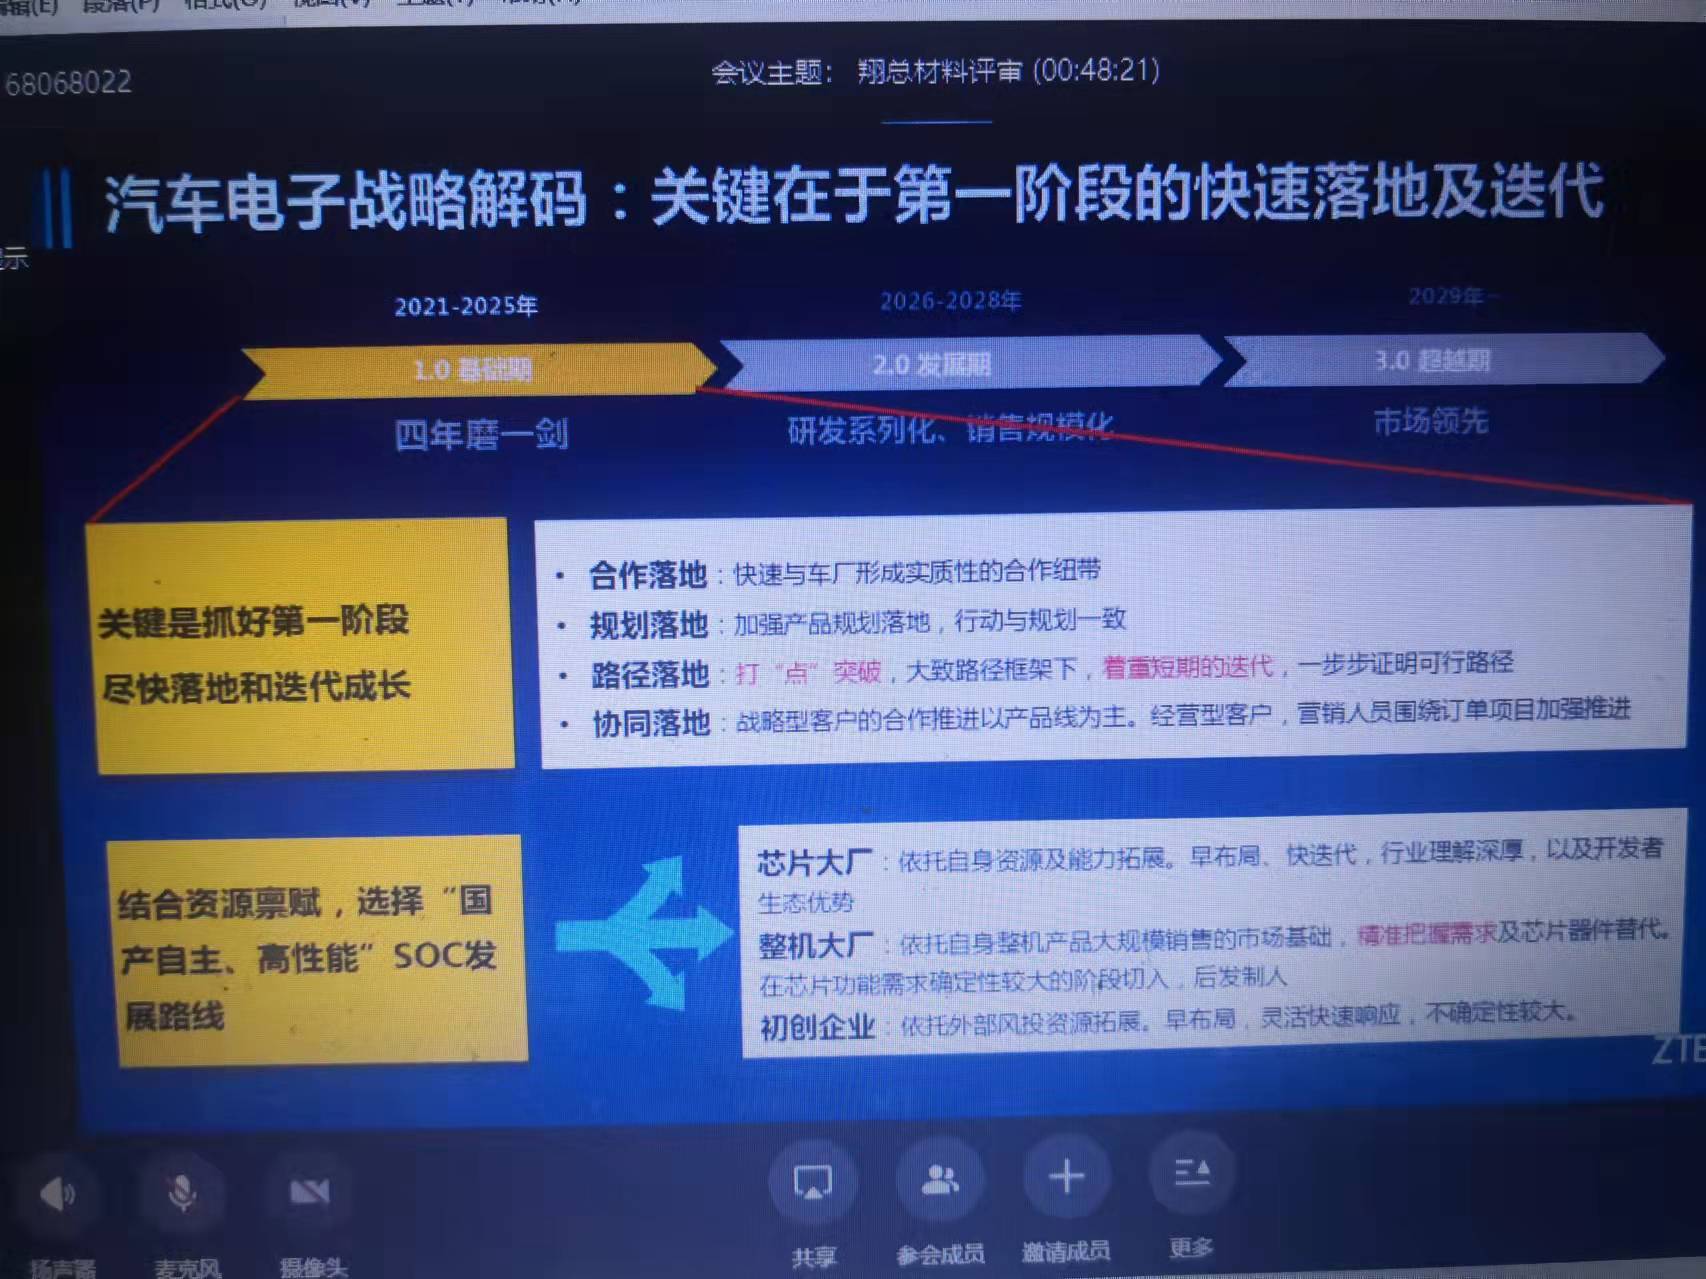 段落(P) 格式(O) 视图(V)
68068022
会议主题： 翔总材料评审 (00:48:21)
汽车电子战略解码：关键在于第一阶段的快速落地及迭代
示
2021-2025年
2026-2028年
2029年-
1.0 基础期
2.0 发展期
3.0 超越期
四年磨一剑
研发系列化、销售规模化
市场领先
关键是抓好第一阶段
尽快落地和迭代成长
• 合作落地：快速与车厂形成实质性的合作纽带
• 规划落地：加强产品规划落地，行动与规划一致
• 路径落地：打“点”突破，大致路径框架下，着重短期的迭代，一步步证明可行路径
• 协同落地：战略型客户的合作推进以产品线为主。经营型客户，营销人员围绕订单项目加强推进
结合资源禀赋，选择“国
产自主、高性能”SOC发
展路线
芯片大厂：依托自身资源及能力拓展。早布局、快迭代，行业理解深厚，以及开发者
生态优势
整机大厂：依托自身整机产品大规模销售的市场基础，精准把握需求及芯片器件替代。
在芯片功能需求确定性较大的阶段切入，后发制人
初创企业：依托外部风投资源拓展。早布局，灵活快速响应，不确定性较大。
ZTE
扬声器
麦克风
摄像头
共享
参会成员
邀请成员
更多